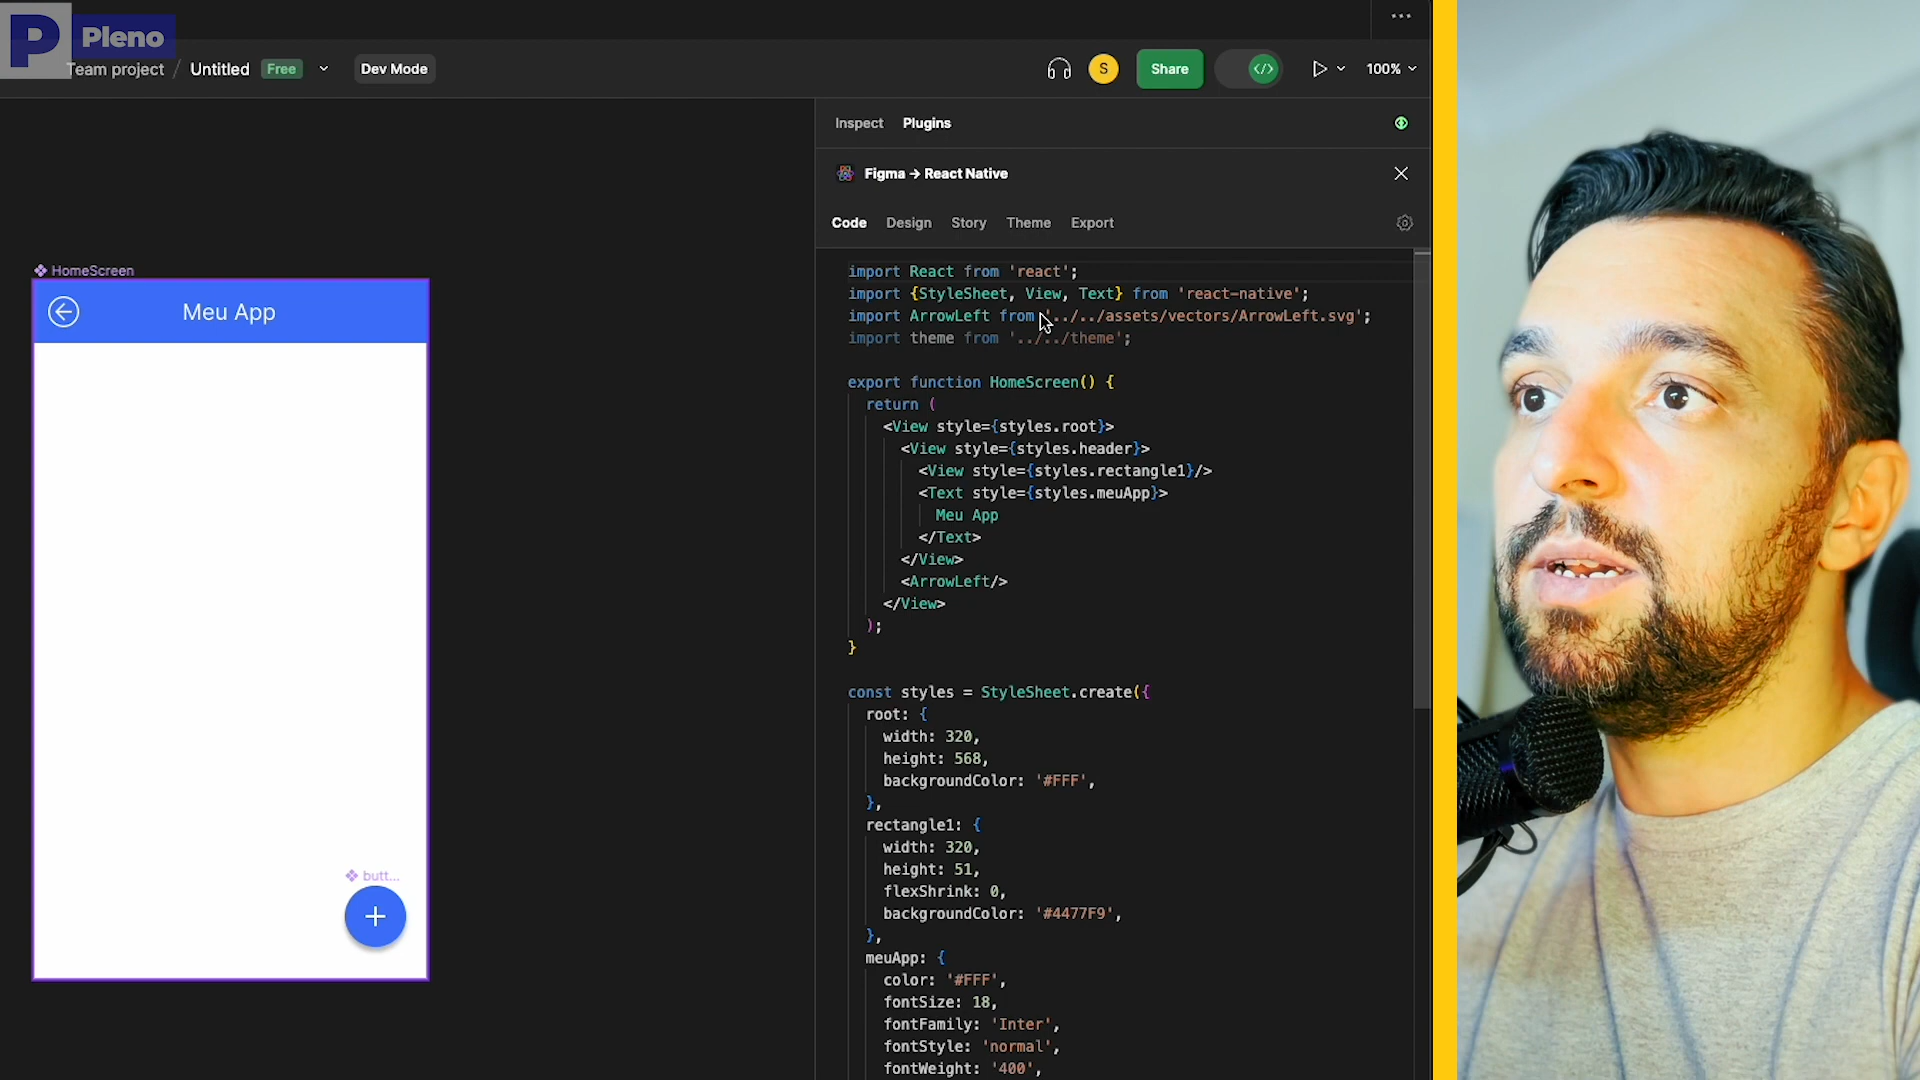 P Pleno
Team project / Untitled Free Dev Mode
S Share 100%
Inspect Plugins
Figma → React Native
Code Design Story Theme Export
HomeScreen
Meu App
butt...
import React from 'react';
import {StyleSheet, View, Text} from 'react-native';
import ArrowLeft from '../../assets/vectors/ArrowLeft.svg';
import theme from '../../theme';
export function HomeScreen() {
return (
<View style={styles.root}>
<View style={styles.header}>
<View style={styles.rectangle1}/>
<Text style={styles.meuApp}>
Meu App
</Text>
</View>
<ArrowLeft/>
</View>
);
}
const styles = StyleSheet.create({
root: {
width: 320,
height: 568,
backgroundColor: '#FFF',
},
rectangle1: {
width: 320,
height: 51,
flexShrink: 0,
backgroundColor: '#4477F9',
},
meuApp: {
color: '#FFF',
fontSize: 18,
fontFamily: 'Inter',
fontStyle: 'normal',
fontWeight: '400',